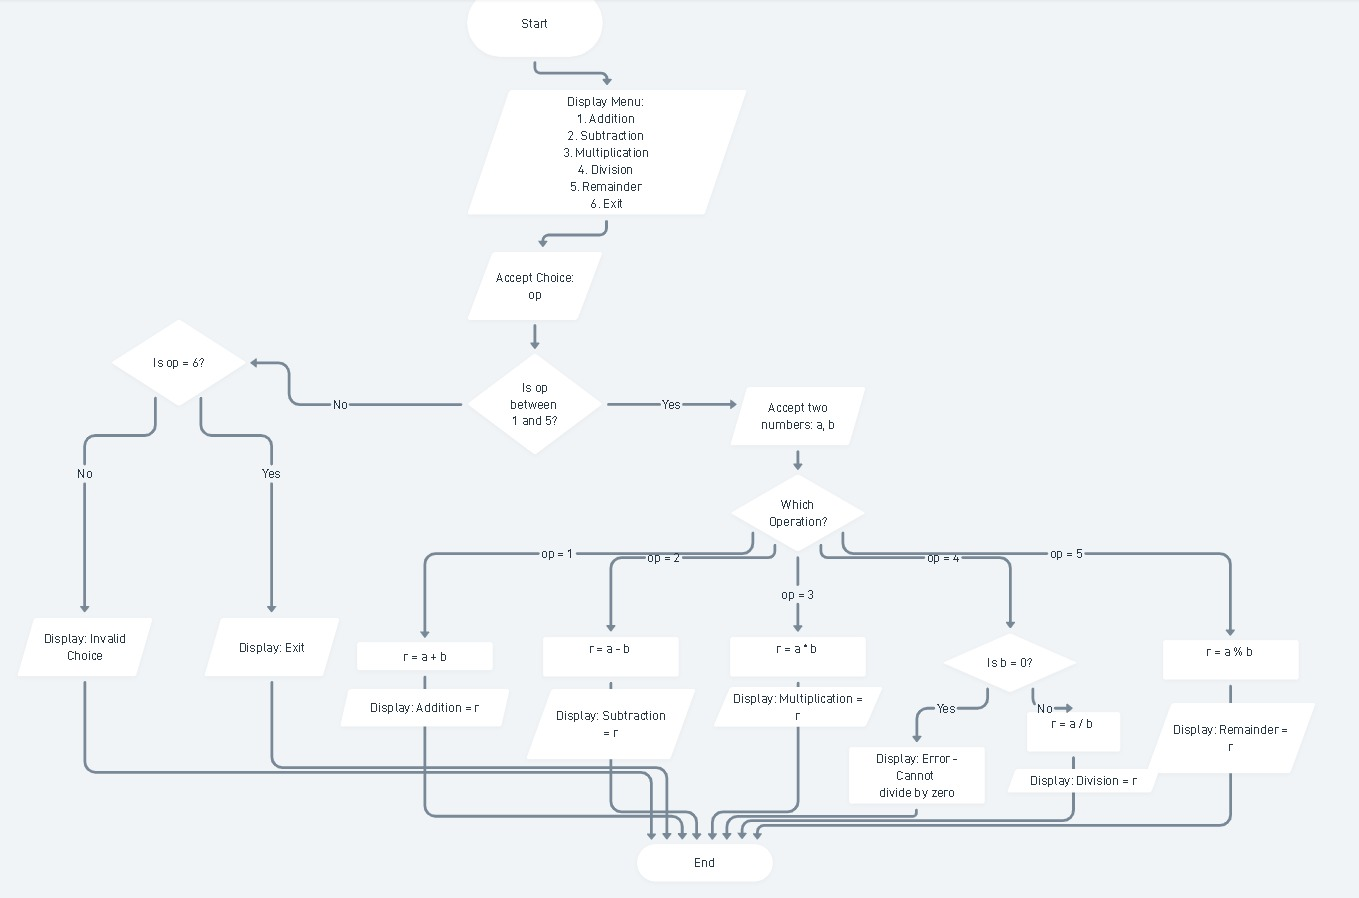 Start
Display Menu:
1. Addition
2. Subtraction
3. Multiplication
4. Division
5. Remainder
6. Exit
Accept Choice:
op
Is op = 6?
Is op
between
1 and 5?
No
Yes
Accept two
numbers: a, b
No
Yes
Which
Operation?
op = 1
op = 2
op = 3
op = 4
op = 5
Display: Invalid
Choice
Display: Exit
r = a + b
Display: Addition = r
r = a - b
Display: Subtraction
= r
r = a * b
Display: Multiplication =
r
Is b = 0?
Yes
No
Display: Error -
Cannot
divide by zero
r = a / b
Display: Division = r
r = a % b
Display: Remainder =
r
End